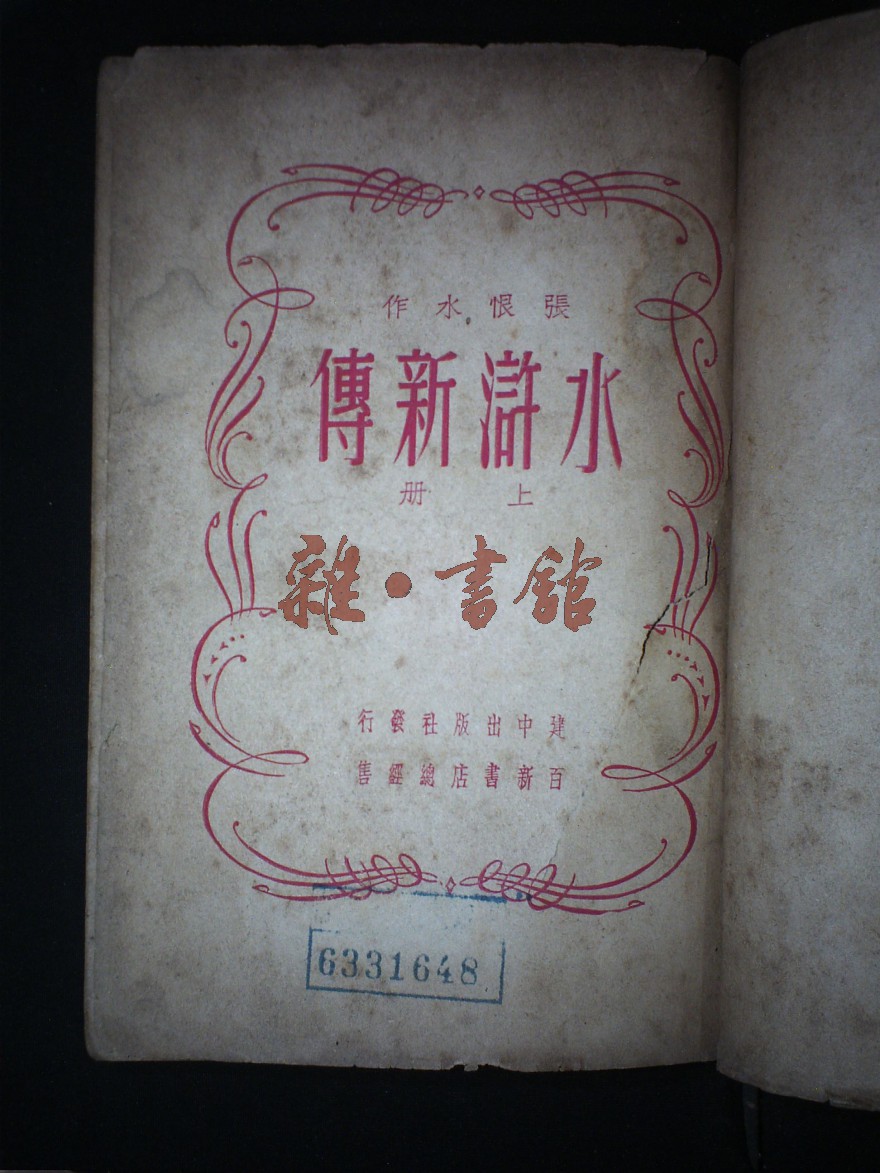 張恨水作
水滸新傳
上册
雜·書館
建中出版社發行
百新書店總經售
6331648